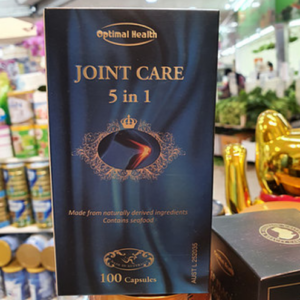 Optimal Health
JOINT CARE
5 in 1
Made from naturally derived ingredients
Contains seafood
100 Capsules